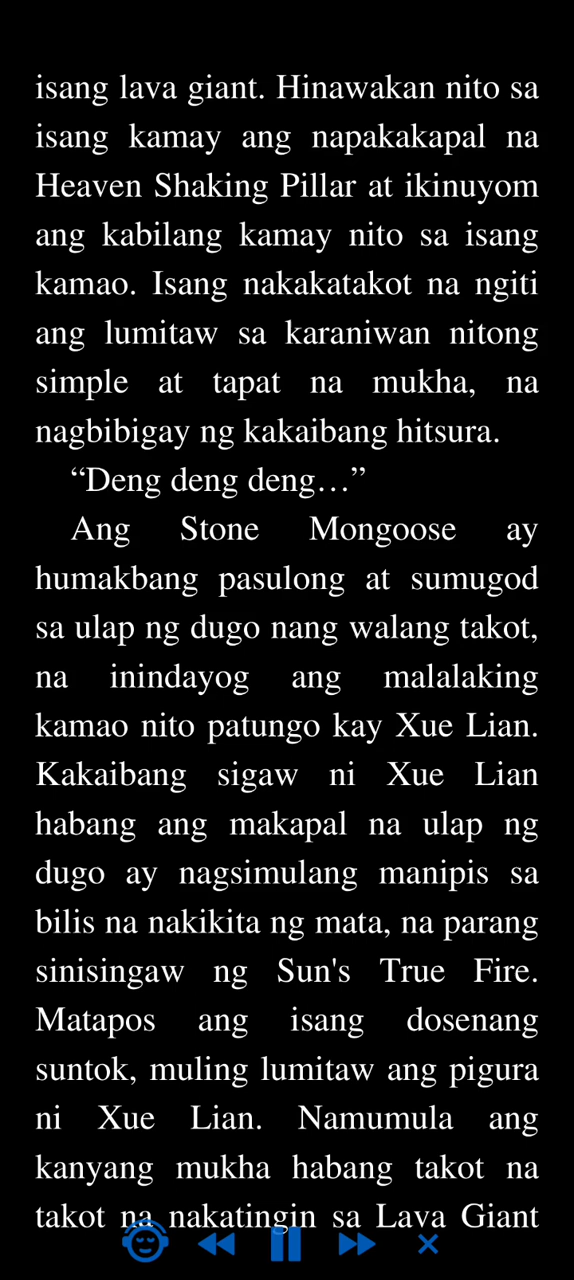 isang lava giant. Hinawakan nito sa
isang kamay ang napakakapal na
Heaven Shaking Pillar at ikinuyom
ang kabilang kamay nito sa isang
kamao. Isang nakakatakot na ngiti
ang lumitaw sa karaniwan nitong
simple at tapat na mukha, na
nagbibigay ng kakaibang hitsura.
“Deng deng deng…”
Ang Stone Mongoose ay
humakbang pasulong at sumugod
sa ulap ng dugo nang walang takot,
na inindayog ang malalaking
kamao nito patungo kay Xue Lian.
Kakaibang sigaw ni Xue Lian
habang ang makapal na ulap ng
dugo ay nagsimulang manipis sa
bilis na nakikita ng mata, na parang
sinisingaw ng Sun's True Fire.
Matapos ang isang dosenang
suntok, muling lumitaw ang pigura
ni Xue Lian. Namumula ang
kanyang mukha habang takot na
takot na nakatingin sa Lava Giant